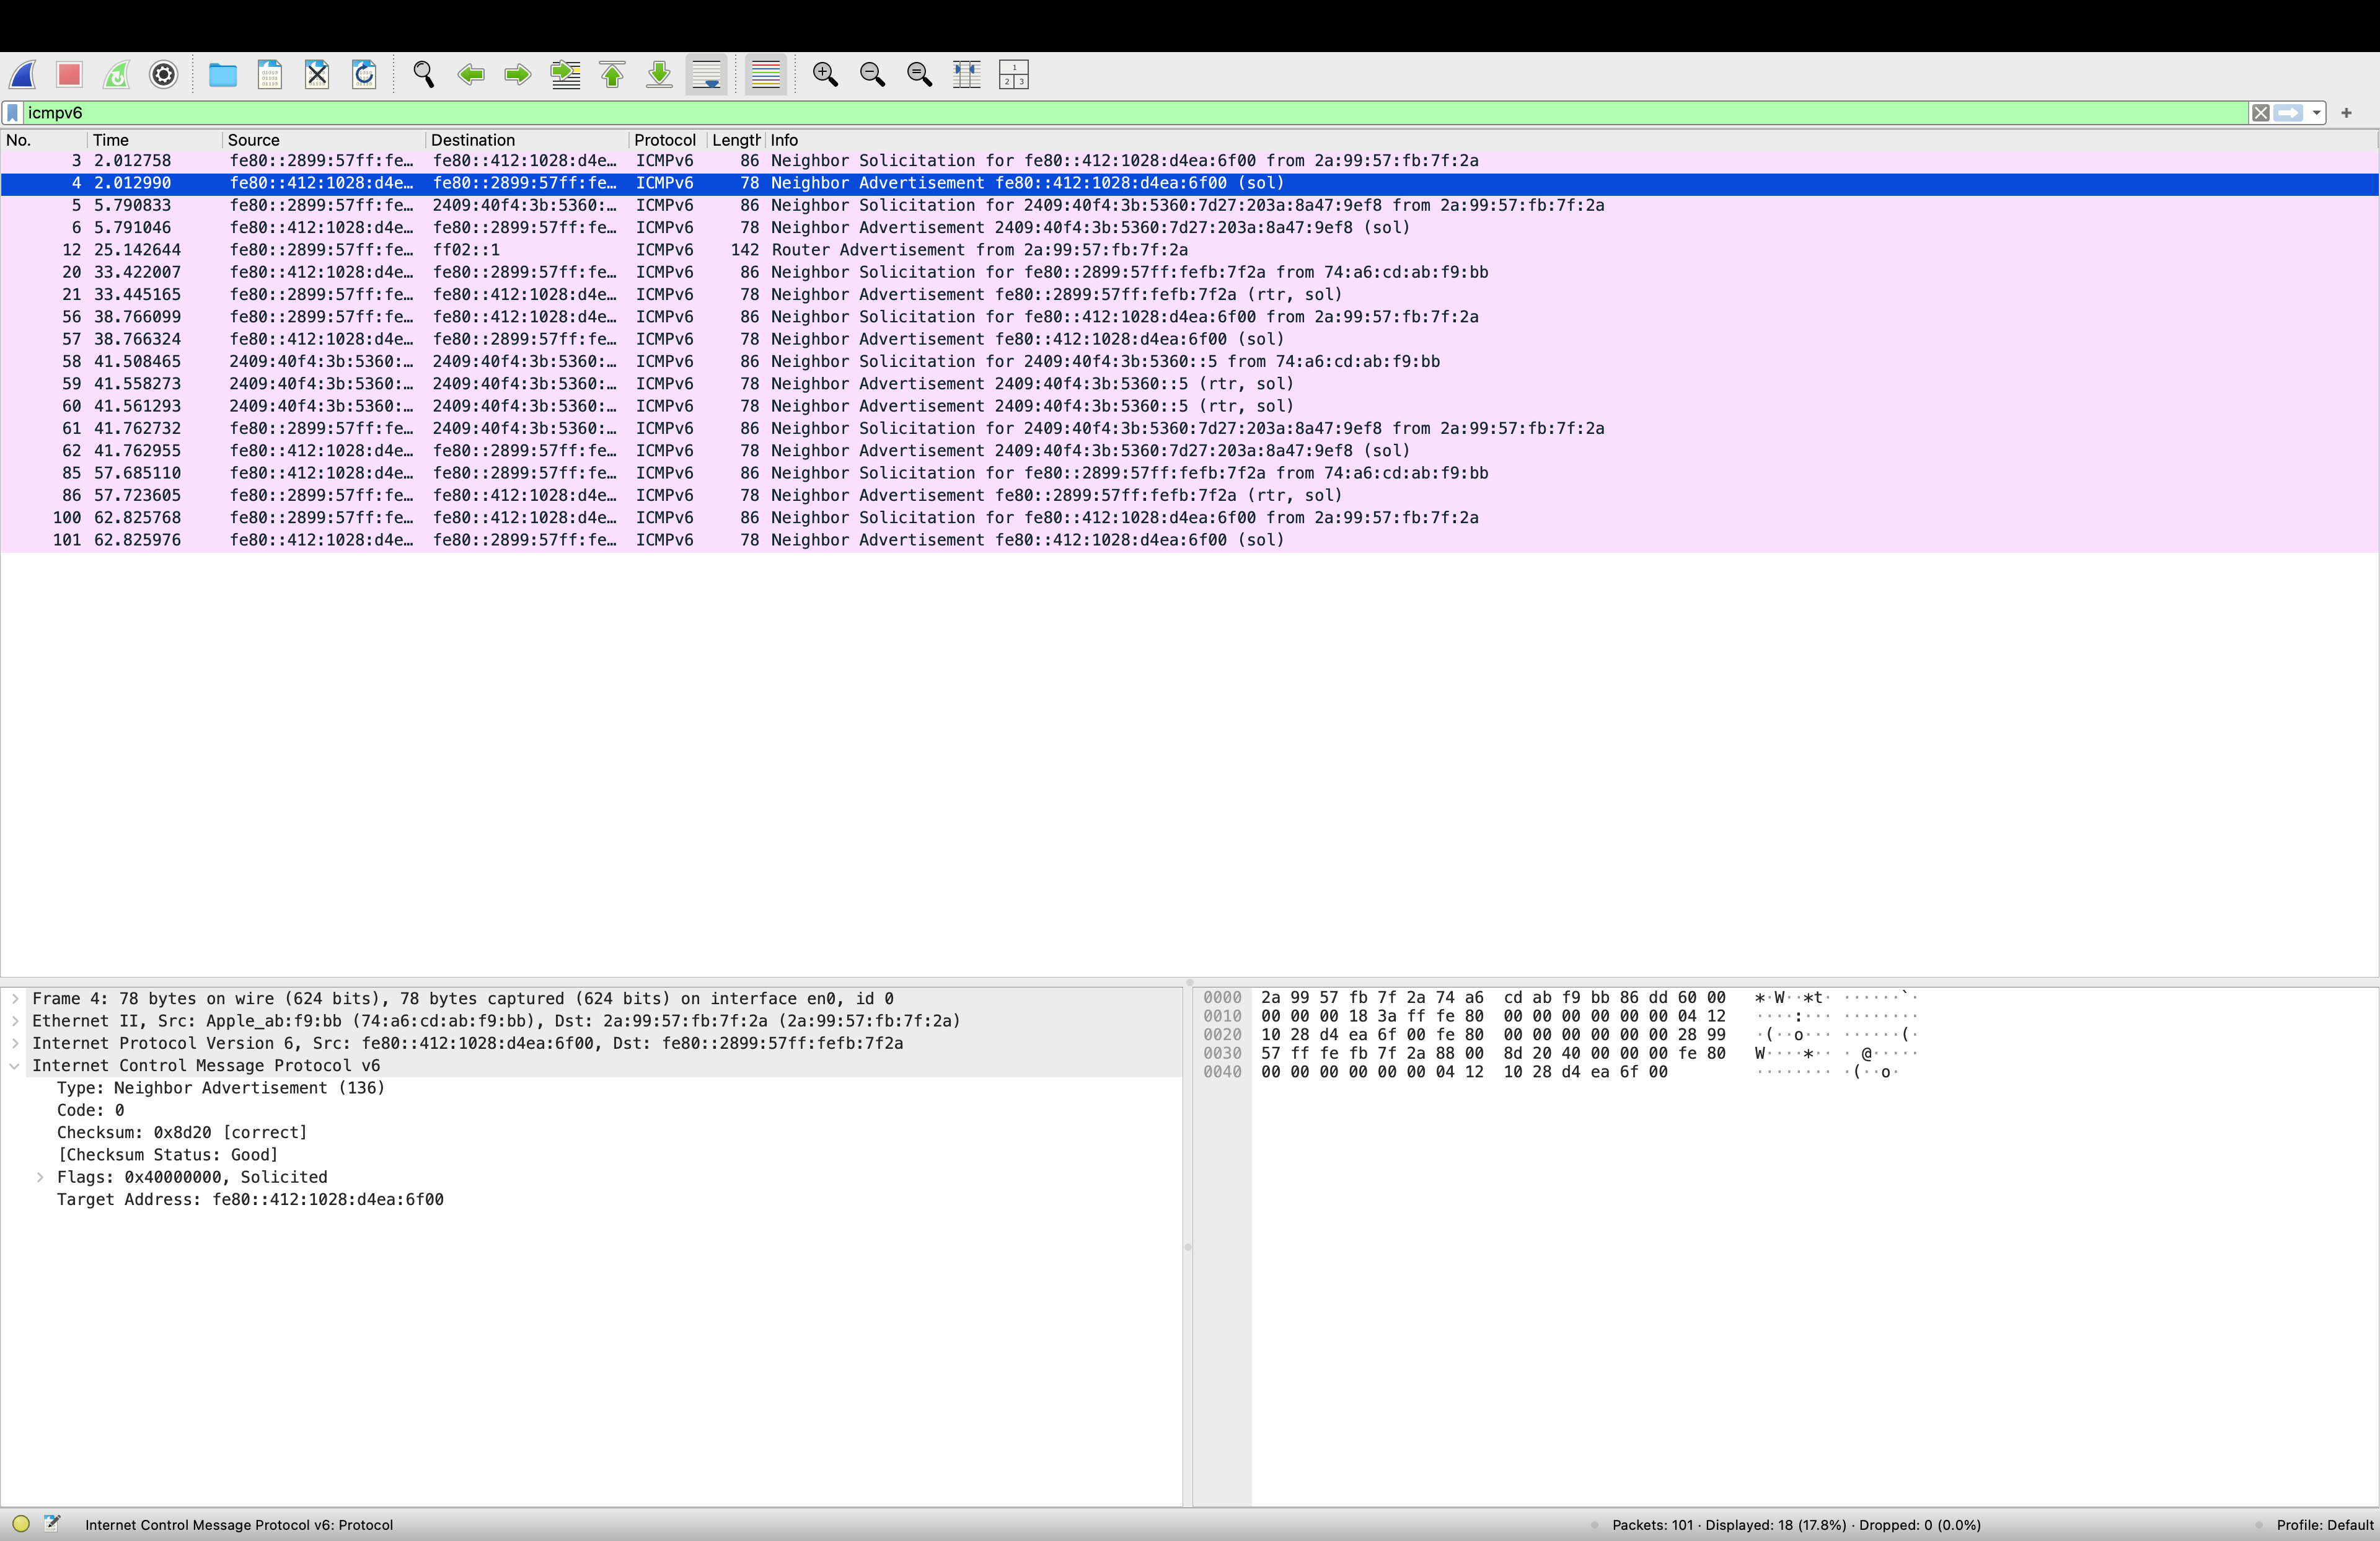 icmpv6
No. Time Source Destination Protocol Length Info
3 2.012758 fe80::2899:57ff:fe… fe80::412:1028:d4e… ICMPv6 86 Neighbor Solicitation for fe80::412:1028:d4ea:6f00 from 2a:99:57:fb:7f:2a
4 2.012990 fe80::412:1028:d4e… fe80::2899:57ff:fe… ICMPv6 78 Neighbor Advertisement fe80::412:1028:d4ea:6f00 (sol)
5 5.790833 fe80::2899:57ff:fe… 2409:40f4:3b:5360:… ICMPv6 86 Neighbor Solicitation for 2409:40f4:3b:5360:7d27:203a:8a47:9ef8 from 2a:99:57:fb:7f:2a
6 5.791046 fe80::412:1028:d4e… fe80::2899:57ff:fe… ICMPv6 78 Neighbor Advertisement 2409:40f4:3b:5360:7d27:203a:8a47:9ef8 (sol)
12 25.142644 fe80::2899:57ff:fe… ff02::1 ICMPv6 142 Router Advertisement from 2a:99:57:fb:7f:2a
20 33.422007 fe80::412:1028:d4e… fe80::2899:57ff:fe… ICMPv6 86 Neighbor Solicitation for fe80::2899:57ff:fefb:7f2a from 74:a6:cd:ab:f9:bb
21 33.445165 fe80::2899:57ff:fe… fe80::412:1028:d4e… ICMPv6 78 Neighbor Advertisement fe80::2899:57ff:fefb:7f2a (rtr, sol)
56 38.766099 fe80::2899:57ff:fe… fe80::412:1028:d4e… ICMPv6 86 Neighbor Solicitation for fe80::412:1028:d4ea:6f00 from 2a:99:57:fb:7f:2a
57 38.766324 fe80::412:1028:d4e… fe80::2899:57ff:fe… ICMPv6 78 Neighbor Advertisement fe80::412:1028:d4ea:6f00 (sol)
58 41.508465 2409:40f4:3b:5360:… 2409:40f4:3b:5360:… ICMPv6 86 Neighbor Solicitation for 2409:40f4:3b:5360::5 from 74:a6:cd:ab:f9:bb
59 41.558273 2409:40f4:3b:5360:… 2409:40f4:3b:5360:… ICMPv6 78 Neighbor Advertisement 2409:40f4:3b:5360::5 (rtr, sol)
60 41.561293 2409:40f4:3b:5360:… 2409:40f4:3b:5360:… ICMPv6 78 Neighbor Advertisement 2409:40f4:3b:5360::5 (rtr, sol)
61 41.762732 fe80::2899:57ff:fe… 2409:40f4:3b:5360:… ICMPv6 86 Neighbor Solicitation for 2409:40f4:3b:5360:7d27:203a:8a47:9ef8 from 2a:99:57:fb:7f:2a
62 41.762955 fe80::412:1028:d4e… fe80::2899:57ff:fe… ICMPv6 78 Neighbor Advertisement 2409:40f4:3b:5360:7d27:203a:8a47:9ef8 (sol)
85 57.685110 fe80::412:1028:d4e… fe80::2899:57ff:fe… ICMPv6 86 Neighbor Solicitation for fe80::2899:57ff:fefb:7f2a from 74:a6:cd:ab:f9:bb
86 57.723605 fe80::2899:57ff:fe… fe80::412:1028:d4e… ICMPv6 78 Neighbor Advertisement fe80::2899:57ff:fefb:7f2a (rtr, sol)
100 62.825768 fe80::2899:57ff:fe… fe80::412:1028:d4e… ICMPv6 86 Neighbor Solicitation for fe80::412:1028:d4ea:6f00 from 2a:99:57:fb:7f:2a
101 62.825976 fe80::412:1028:d4e… fe80::2899:57ff:fe… ICMPv6 78 Neighbor Advertisement fe80::412:1028:d4ea:6f00 (sol)
Frame 4: 78 bytes on wire (624 bits), 78 bytes captured (624 bits) on interface en0, id 0
Ethernet II, Src: Apple_ab:f9:bb (74:a6:cd:ab:f9:bb), Dst: 2a:99:57:fb:7f:2a (2a:99:57:fb:7f:2a)
Internet Protocol Version 6, Src: fe80::412:1028:d4ea:6f00, Dst: fe80::2899:57ff:fefb:7f2a
Internet Control Message Protocol v6
Type: Neighbor Advertisement (136)
Code: 0
Checksum: 0x8d20 [correct]
[Checksum Status: Good]
Flags: 0x40000000, Solicited
Target Address: fe80::412:1028:d4ea:6f00
0000 2a 99 57 fb 7f 2a 74 a6 cd ab f9 bb 86 dd 60 00 *·W··*t· ······`·
0010 00 00 00 18 3a ff fe 80 00 00 00 00 00 00 04 12 ····:··· ········
0020 10 28 d4 ea 6f 00 fe 80 00 00 00 00 00 00 28 99 ·(··o··· ······(·
0030 57 ff fe fb 7f 2a 88 00 8d 20 40 00 00 00 fe 80 W····*·· · @·····
0040 00 00 00 00 00 00 04 12 10 28 d4 ea 6f 00 ········ ·(··o·
Internet Control Message Protocol v6: Protocol
Packets: 101 · Displayed: 18 (17.8%) · Dropped: 0 (0.0%)
Profile: Default